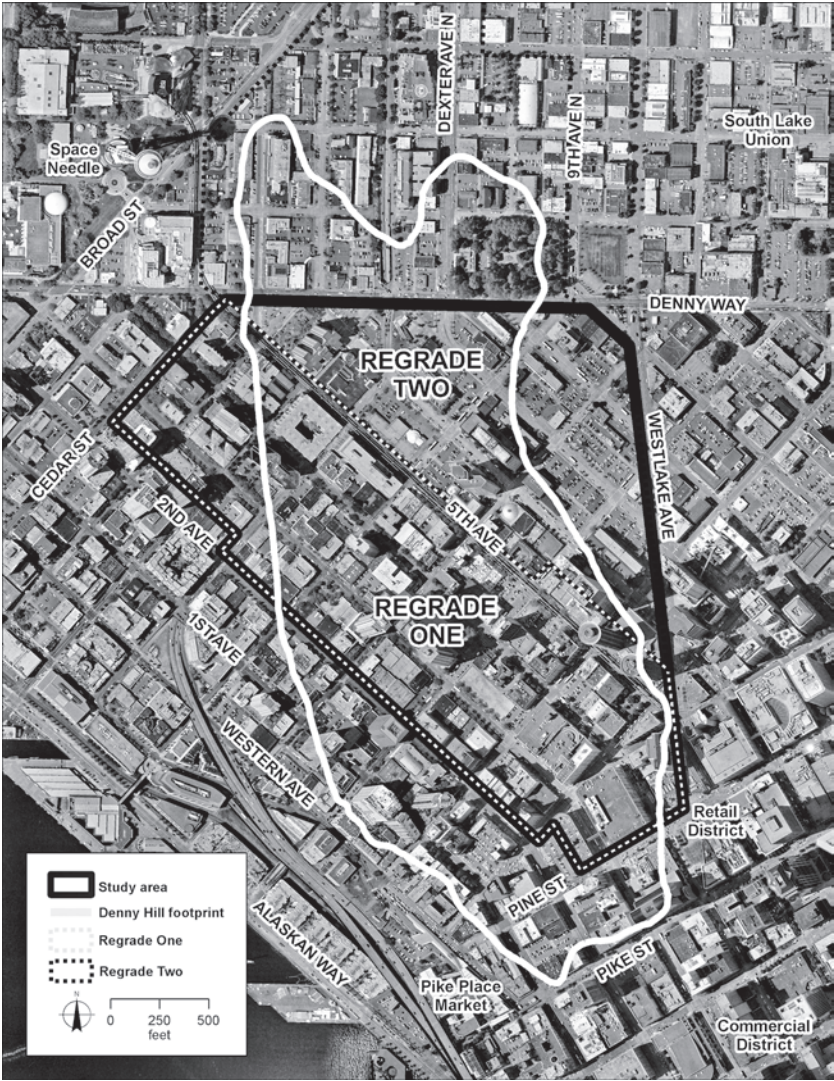 DEXTER AVE N
9TH AVE N
South Lake
Union
Space
Needle
BROAD ST
DENNY WAY
REGRADE
TWO
WESTLAKE AVE
CEDAR ST
2ND AVE
5TH AVE
REGRADE
ONE
1ST AVE
WESTERN AVE
Retail
District
PINE ST
PIKE ST
ALASKAN WAY
Pike Place
Market
Commercial
District
Study area
Denny Hill footprint
Regrade One
Regrade Two
N
0 250 500
feet